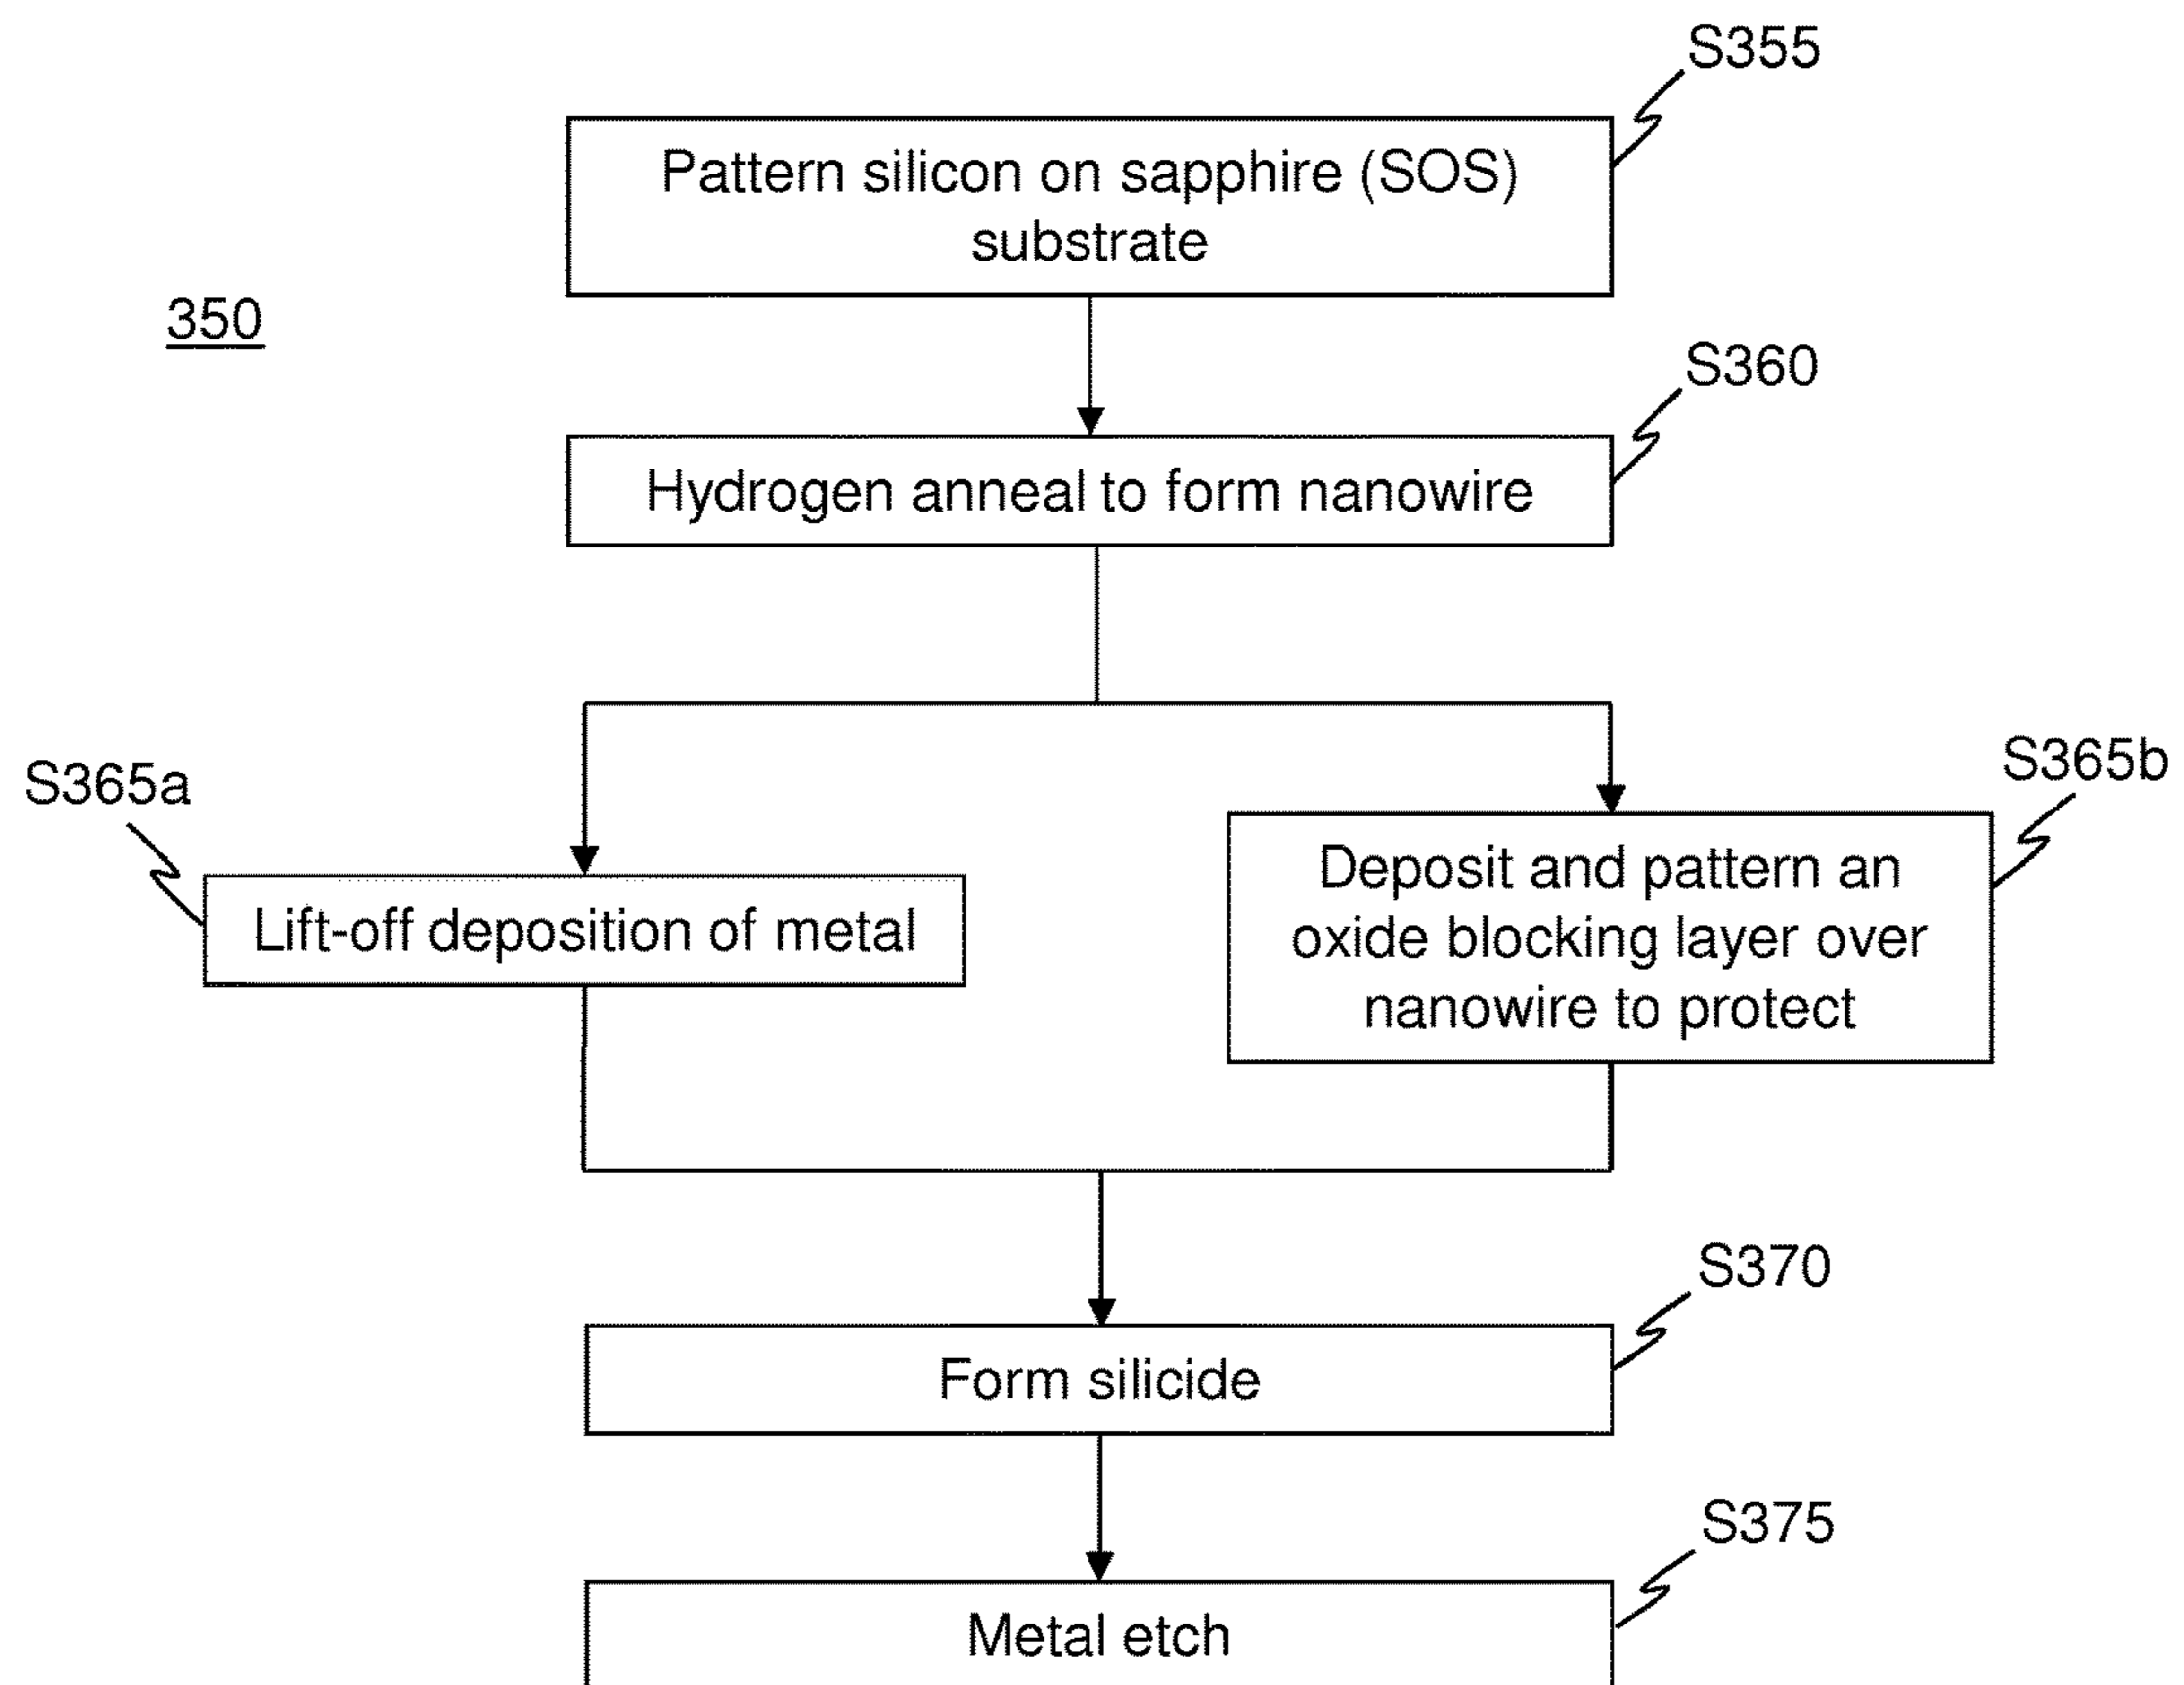 S355
Pattern silicon on sapphire (SOS)
substrate
350
S360
Hydrogen anneal to form nanowire
S365a
S365b
Lift-off deposition of metal
Deposit and pattern an
oxide blocking layer over
nanowire to protect
S370
Form silicide
S375
Metal etch